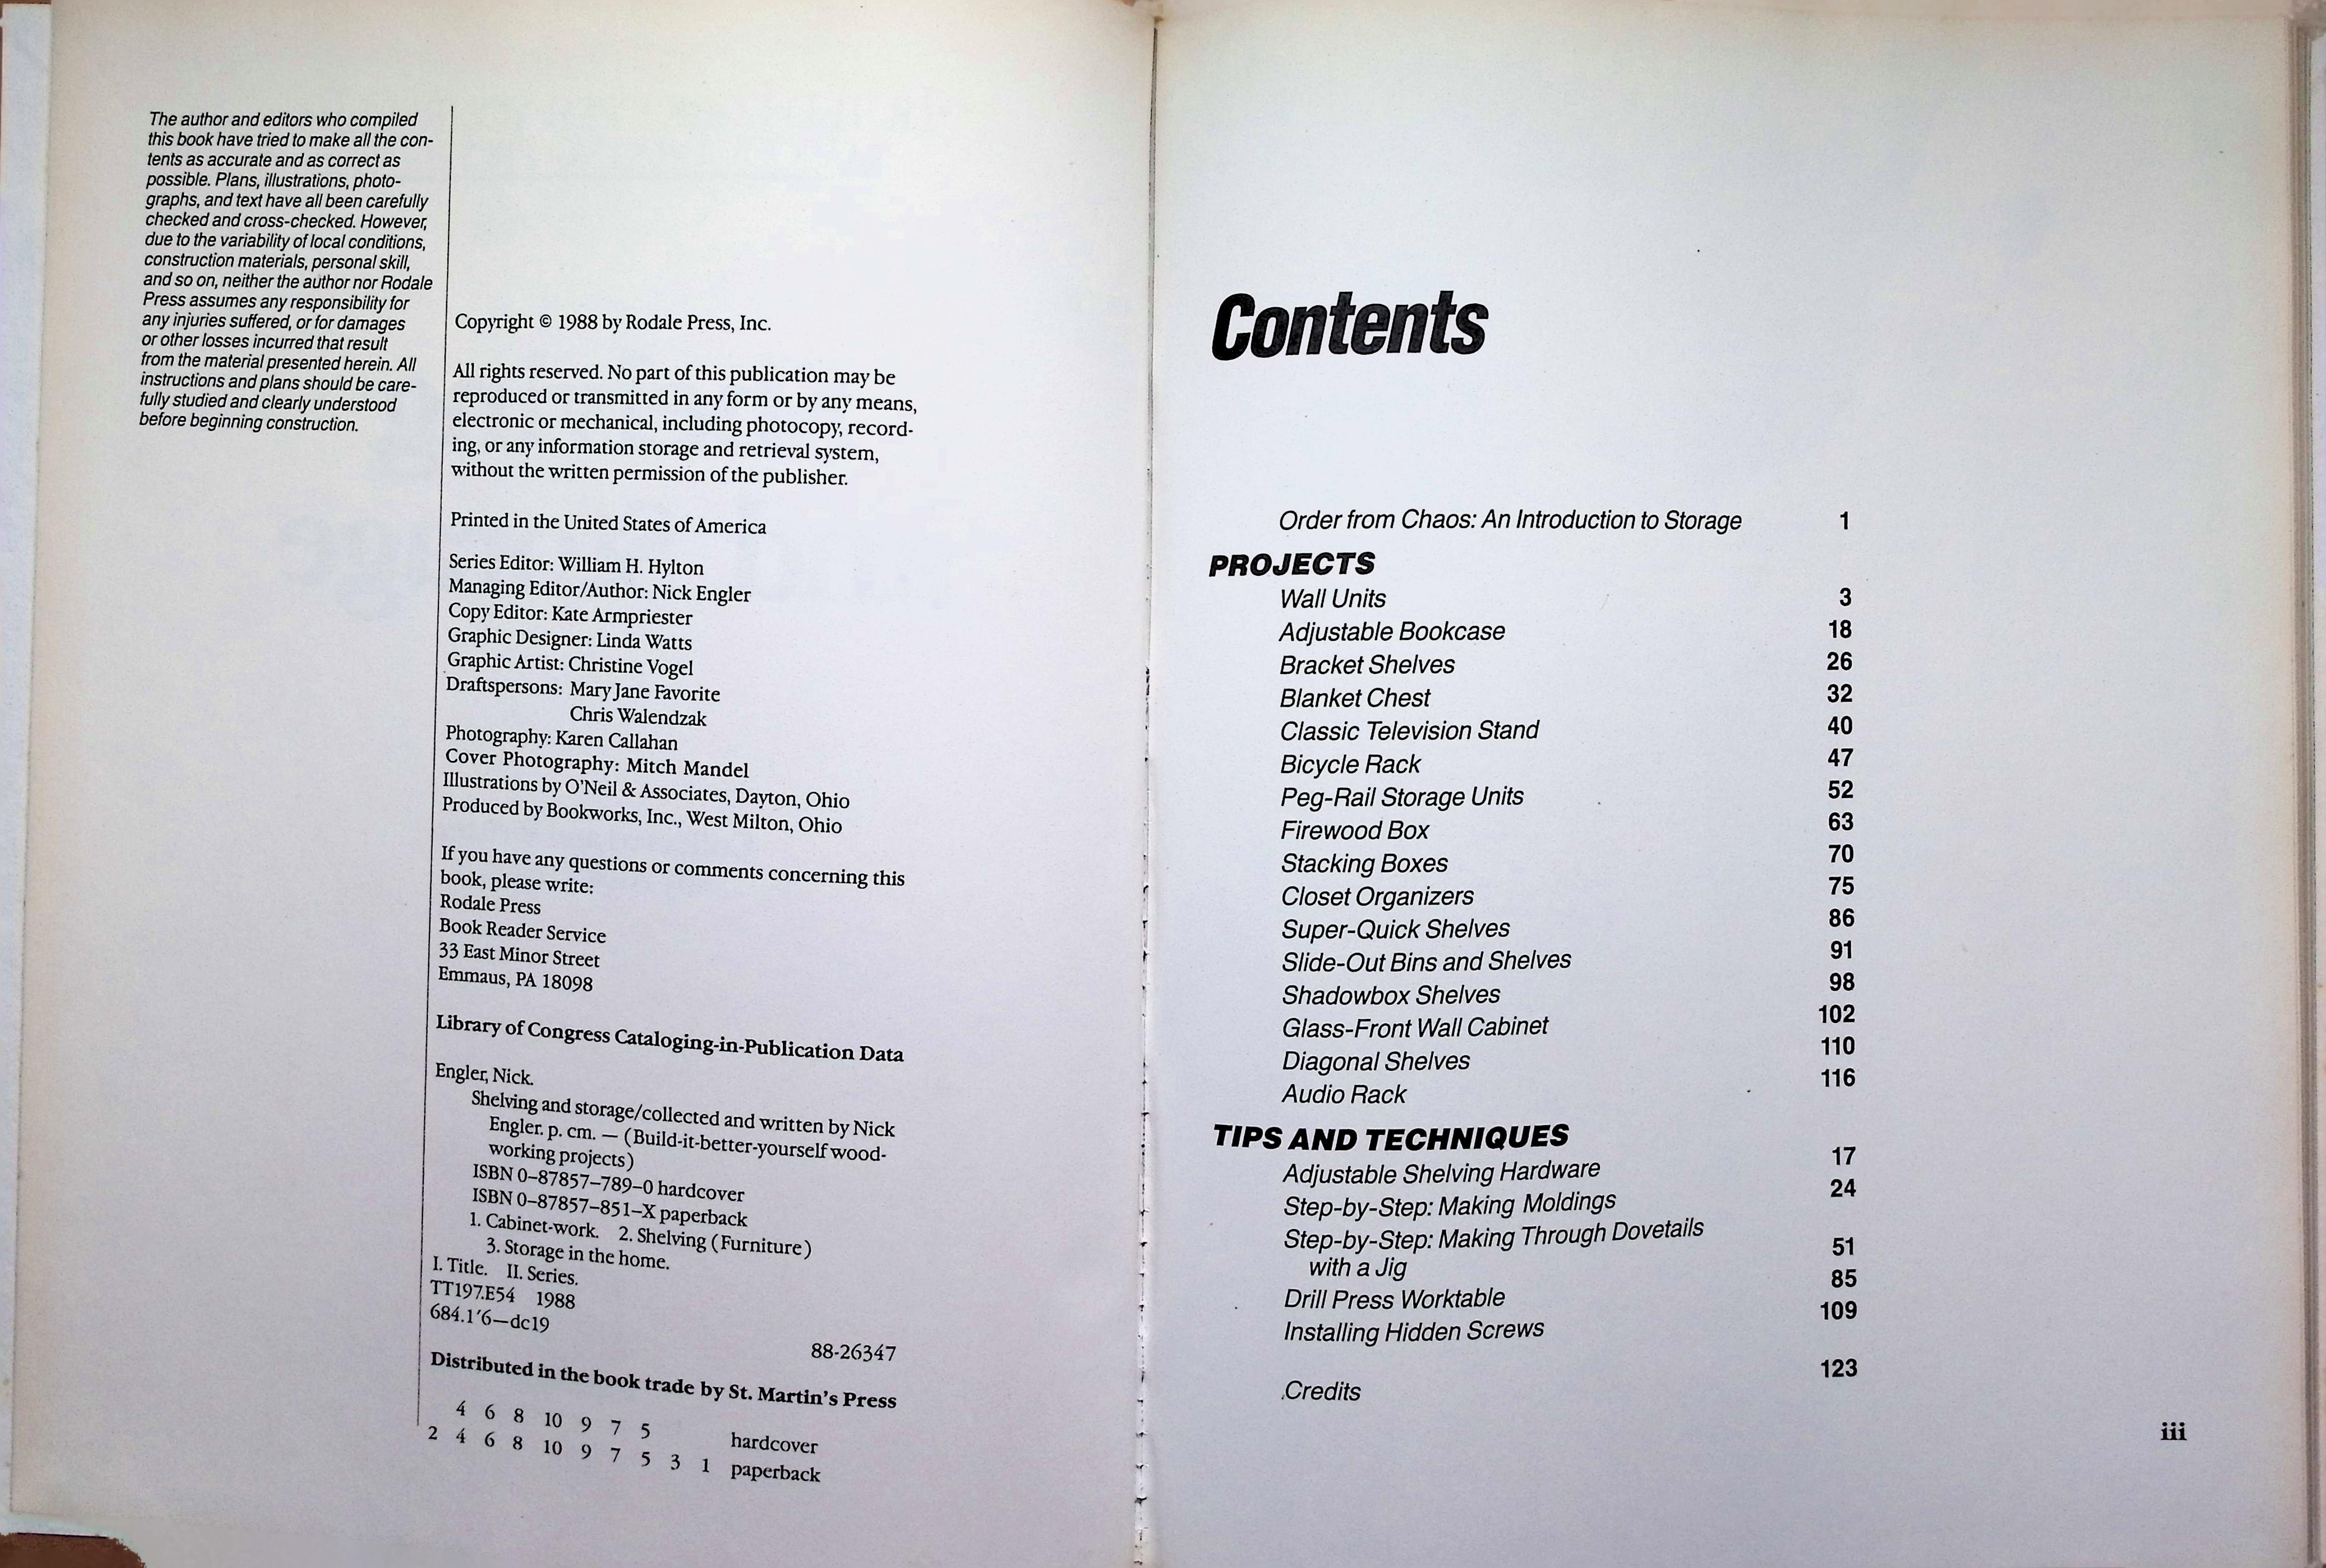 The author and editors who compiled
this book have tried to make all the con-
tents as accurate and as correct as
possible. Plans, illustrations, photo-
graphs, and text have all been carefully
checked and cross-checked. However,
due to the variability of local conditions,
construction materials, personal skill,
and so on, neither the author nor Rodale
Press assumes any responsibility for
any injuries suffered, or for damages
or other losses incurred that result
from the material presented herein. All
instructions and plans should be care-
fully studied and clearly understood
before beginning construction.
Copyright © 1988 by Rodale Press, Inc.
All rights reserved. No part of this publication may be
reproduced or transmitted in any form or by any means,
electronic or mechanical, including photocopy, record-
ing, or any information storage and retrieval system,
without the written permission of the publisher.
Printed in the United States of America
Series Editor: William H. Hylton
Managing Editor/Author: Nick Engler
Copy Editor: Kate Armpriester
Graphic Designer: Linda Watts
Graphic Artist: Christine Vogel
Draftspersons: Mary Jane Favorite
Chris Walendzak
Photography: Karen Callahan
Cover Photography: Mitch Mandel
Illustrations by O'Neil & Associates, Dayton, Ohio
Produced by Bookworks, Inc., West Milton, Ohio
If you have any questions or comments concerning this
book, please write:
Rodale Press
Book Reader Service
33 East Minor Street
Emmaus, PA 18098
Library of Congress Cataloging-in-Publication Data
Engler, Nick.
Shelving and storage/collected and written by Nick
Engler. p. cm. — (Build-it-better-yourself wood-
working projects)
ISBN 0–87857–789–0 hardcover
ISBN 0–87857–851–X paperback
1. Cabinet-work. 2. Shelving (Furniture)
3. Storage in the home.
I. Title. II. Series.
TT197.E54 1988
684.1'6—dc19
88-26347
Distributed in the book trade by St. Martin's Press
4 6 8 10 9 7 5 hardcover
2 4 6 8 10 9 7 5 3 1 paperback
Contents
Order from Chaos: An Introduction to Storage 1
PROJECTS
Wall Units 3
Adjustable Bookcase 18
Bracket Shelves 26
Blanket Chest 32
Classic Television Stand 40
Bicycle Rack 47
Peg-Rail Storage Units 52
Firewood Box 63
Stacking Boxes 70
Closet Organizers 75
Super-Quick Shelves 86
Slide-Out Bins and Shelves 91
Shadowbox Shelves 98
Glass-Front Wall Cabinet 102
Diagonal Shelves 110
Audio Rack 116
TIPS AND TECHNIQUES
Adjustable Shelving Hardware 17
Step-by-Step: Making Moldings 24
Step-by-Step: Making Through Dovetails
with a Jig 51
Drill Press Worktable 85
Installing Hidden Screws 109
Credits 123
iii